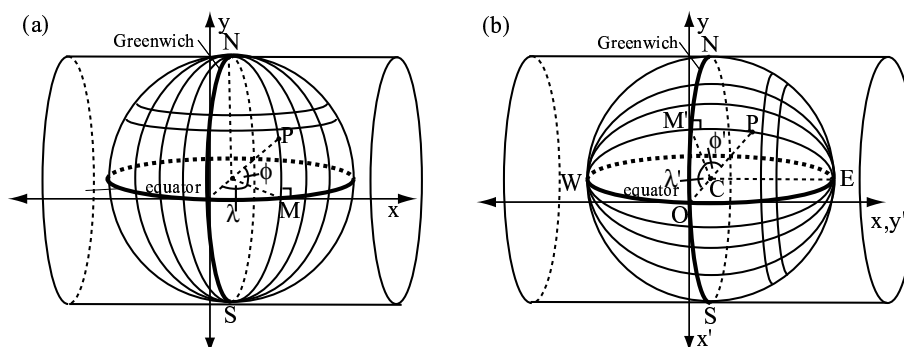 (a)
y
Greenwich
N
P
ϕ
equator
λ
M
x
S
(b)
y
Greenwich
N
M'
P
ϕ'
W
λ'
equator
C
E
O
x,y'
S
x'